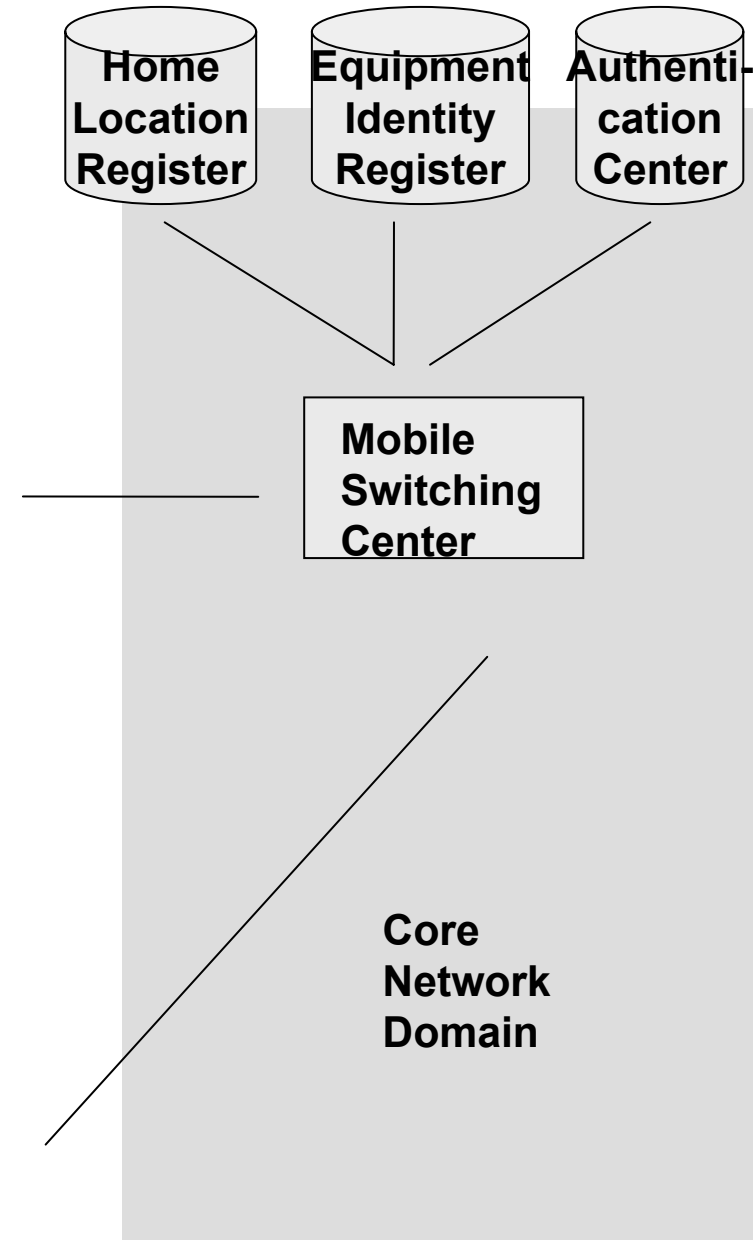 Home
Location
Register
Equipment
Identity
Register
Authenti-
cation
Center
Mobile
Switching
Center
Core
Network
Domain